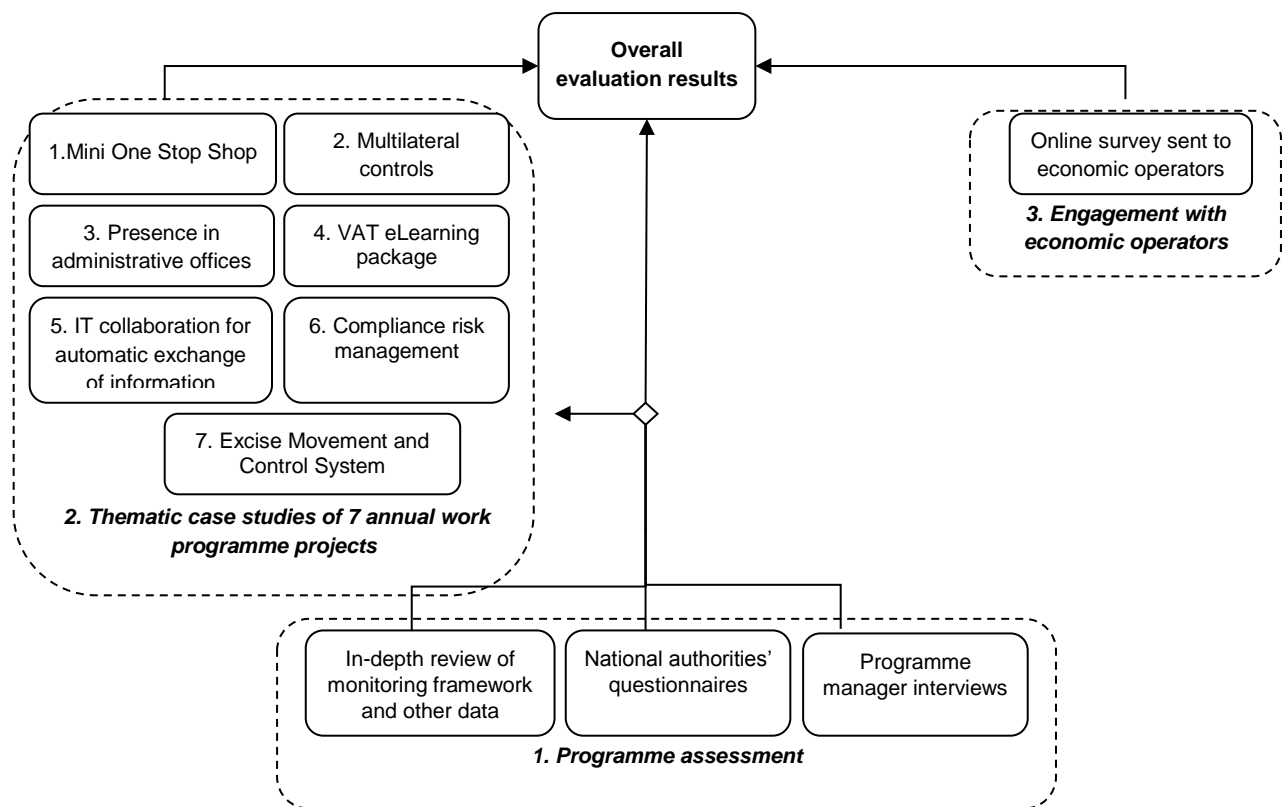 Overall
evaluation results
1.Mini One Stop Shop
2. Multilateral
controls
3. Presence in
administrative offices
4. VAT eLearning
package
5. IT collaboration for
automatic exchange
of information
6. Compliance risk
management
7. Excise Movement and
Control System
2. Thematic case studies of 7 annual work
programme projects
Online survey sent to
economic operators
3. Engagement with
economic operators
In-depth review of
monitoring framework
and other data
National authorities’
questionnaires
Programme
manager interviews
1. Programme assessment